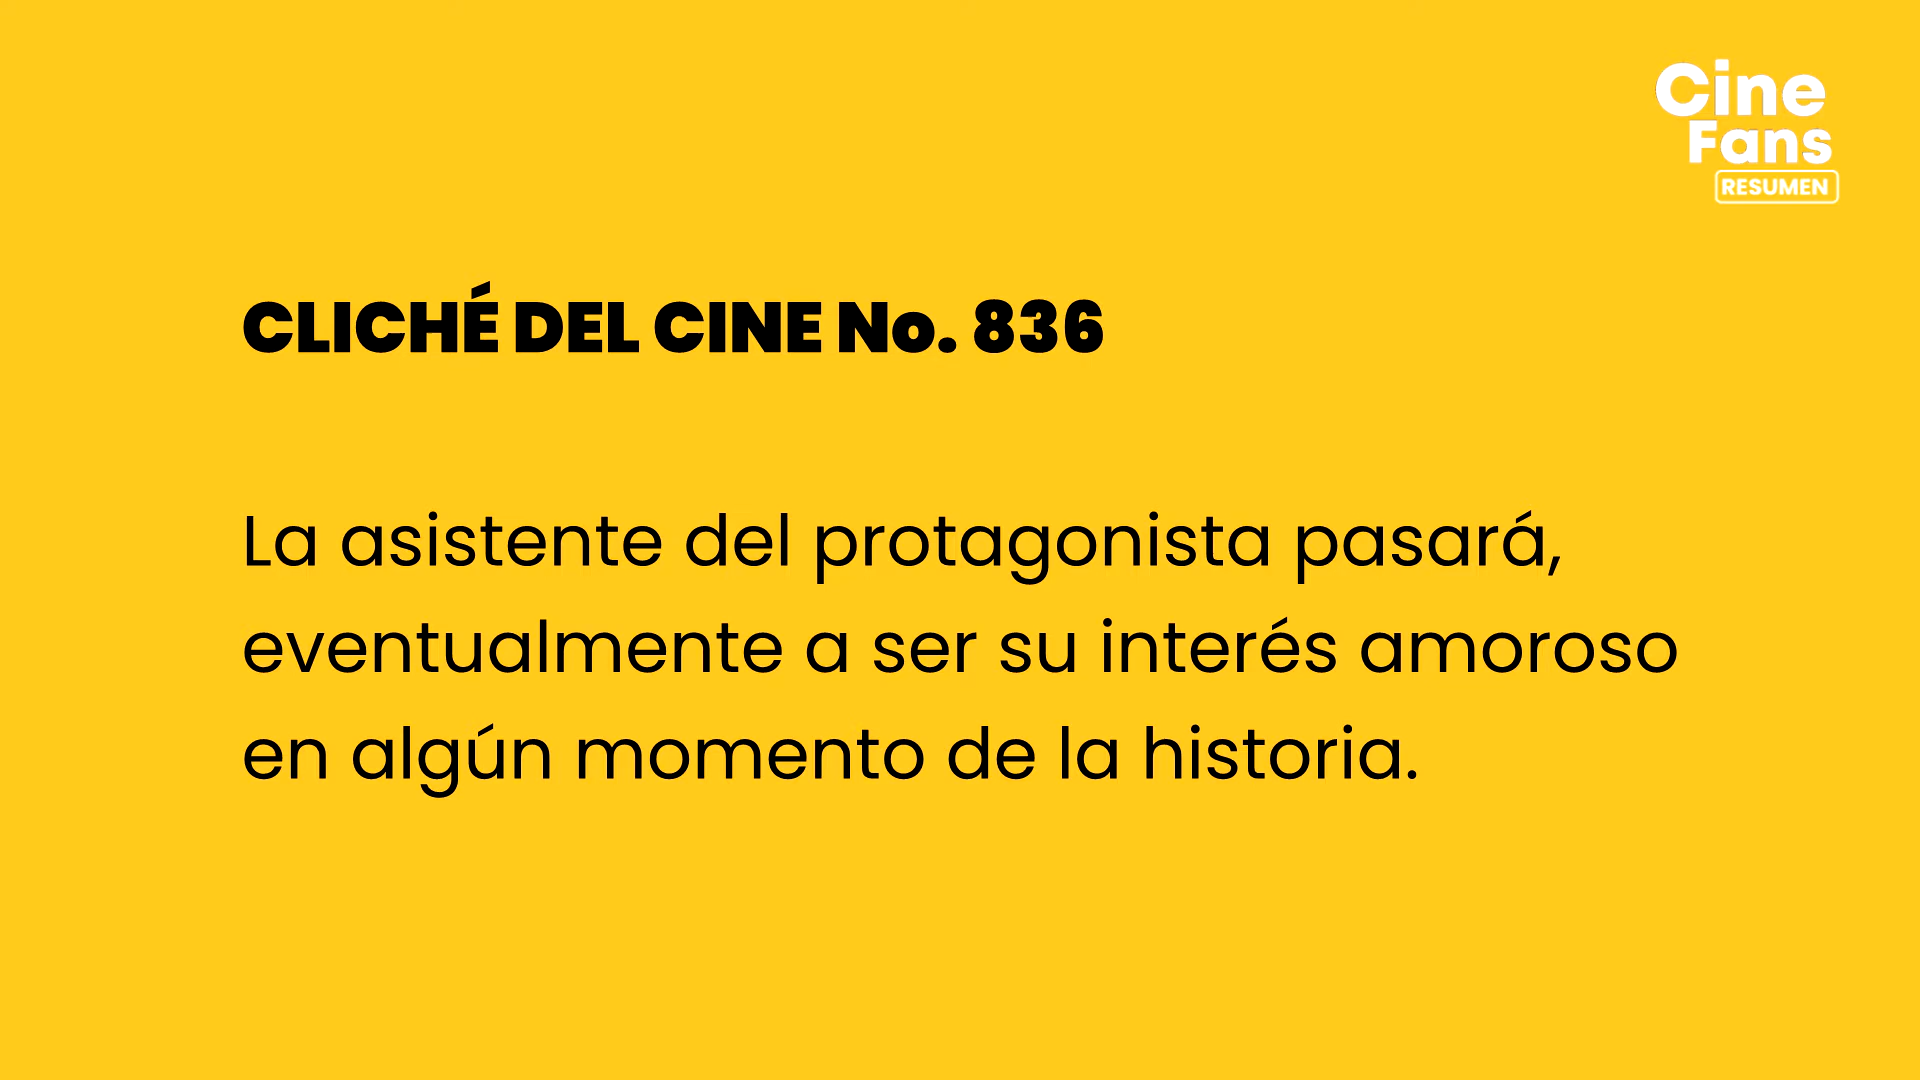 Cine
Fans
RESUMEN
CLICHÉ DEL CINE No. 836
La asistente del protagonista pasará,
eventualmente a ser su interés amoroso
en algún momento de la historia.